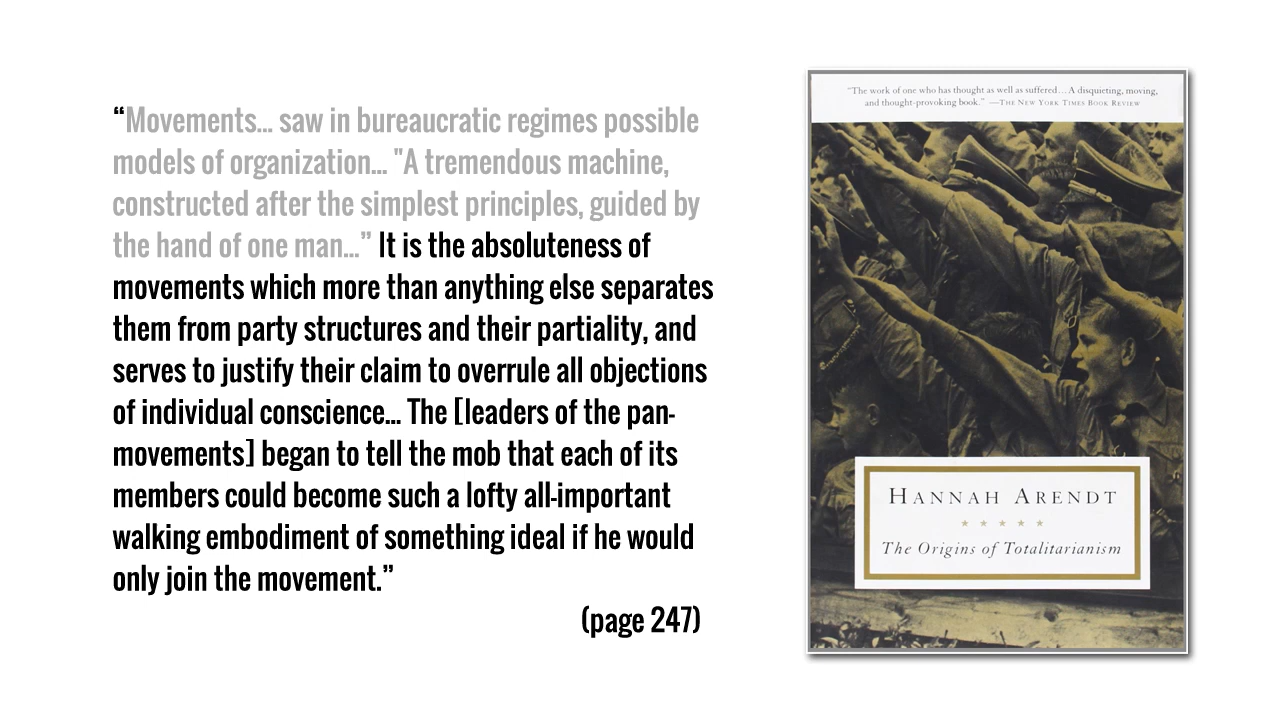 “Movements... saw in bureaucratic regimes possible
models of organization... "A tremendous machine,
constructed after the simplest principles, guided by
the hand of one man...” It is the absoluteness of
movements which more than anything else separates
them from party structures and their partiality, and
serves to justify their claim to overrule all objections
of individual conscience... The [leaders of the pan-
movements] began to tell the mob that each of its
members could become such a lofty all-important
walking embodiment of something ideal if he would
only join the movement.”
(page 247)
“The work of one who has thought as well as suffered...A disquieting, moving,
and thought-provoking book.” —The New York Times Book Review
Hannah Arendt
The Origins of Totalitarianism